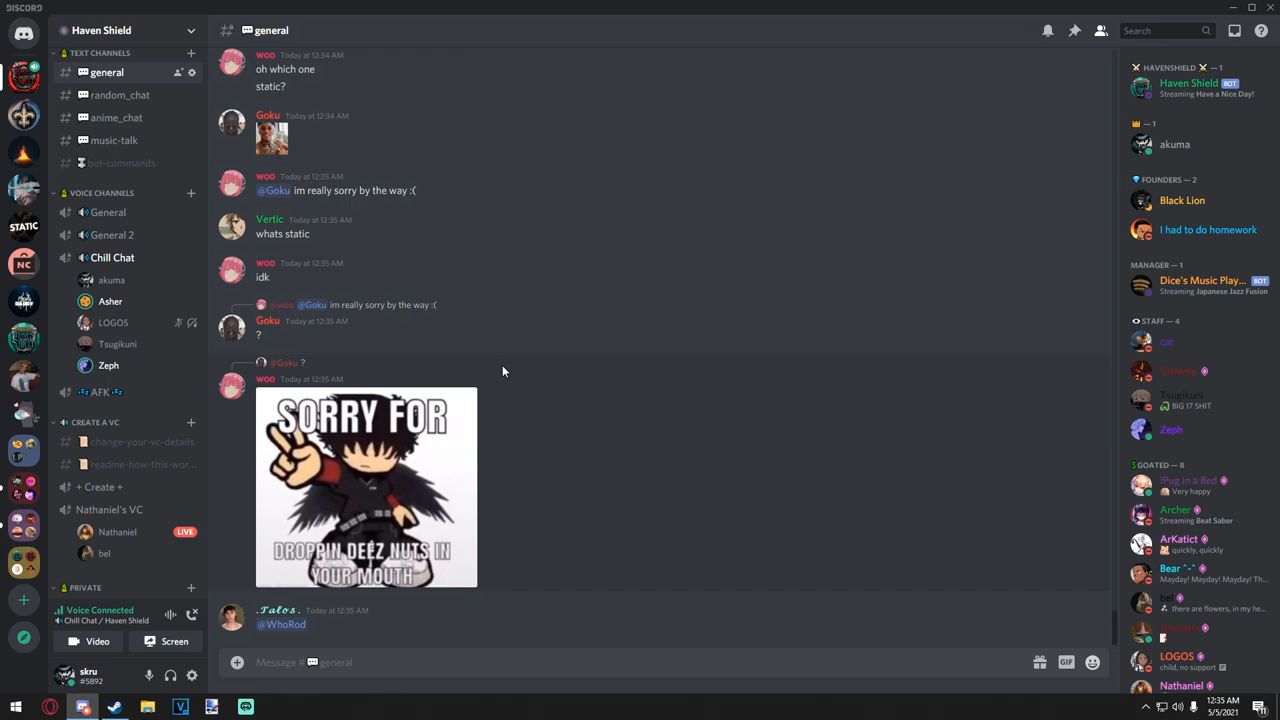 DISCORD
Haven Shield
TEXT CHANNELS
general
random_chat
anime_chat
music-talk
bot-commands
VOICE CHANNELS
General
General 2
Chill Chat
akuma
Asher
LOGOS
Tsugikuni
Zeph
AFK
CREATE A VC
change-your-vc-details
readme-how-this-wor...
+ Create +
Nathaniel's VC
Nathaniel LIVE
bel
PRIVATE
Voice Connected
Chill Chat / Haven Shield
Video
Screen
skru
#5892
STATIC
NC
general
Search
woo Today at 12:34 AM
oh which one
static?
Goku Today at 12:34 AM
woo Today at 12:35 AM
@Goku im really sorry by the way :(
Vertic Today at 12:35 AM
whats static
woo Today at 12:35 AM
idk
@woo @Goku im really sorry by the way :(
Goku Today at 12:35 AM
?
@Goku ?
woo Today at 12:35 AM
SORRY FOR
DROPPIN DEEZ NUTS IN
YOUR MOUTH
.Talos. Today at 12:35 AM
@WhoRod
Message # general
GIF
HAVENSHIELD — 1
Haven Shield BOT
Streaming Have a Nice Day!
— 1
akuma
FOUNDERS — 2
Black Lion
I had to do homework
MANAGER — 1
Dice's Music Play... BOT
Streaming Japanese Jazz Fusion
STAFF — 4
cat
Tsugikuni
BIG 17 SHIT
Zeph
GOATED — 8
!Pug in a Bed
Very happy
Archer
Streaming Beat Saber
ArKatict
quickly, quickly
Bear ^-^
Mayday! Mayday! Mayday! Th...
bel
there are flowers, in my he...
LOGOS
child, no support
Nathaniel
12:35 AM
5/5/2021